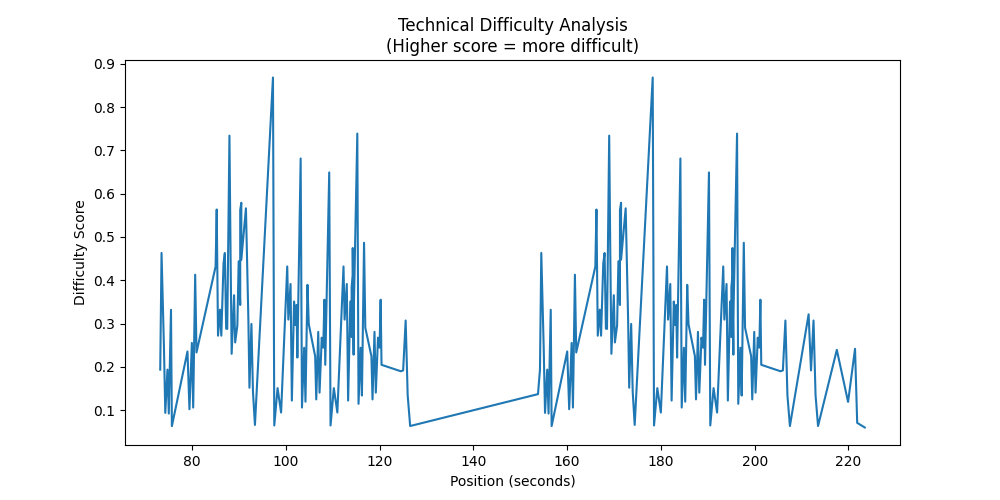 Technical Difficulty Analysis
(Higher score = more difficult)
Difficulty Score
0.9
0.8
0.7
0.6
0.5
0.4
0.3
0.2
0.1
80 100 120 140 160 180 200 220
Position (seconds)